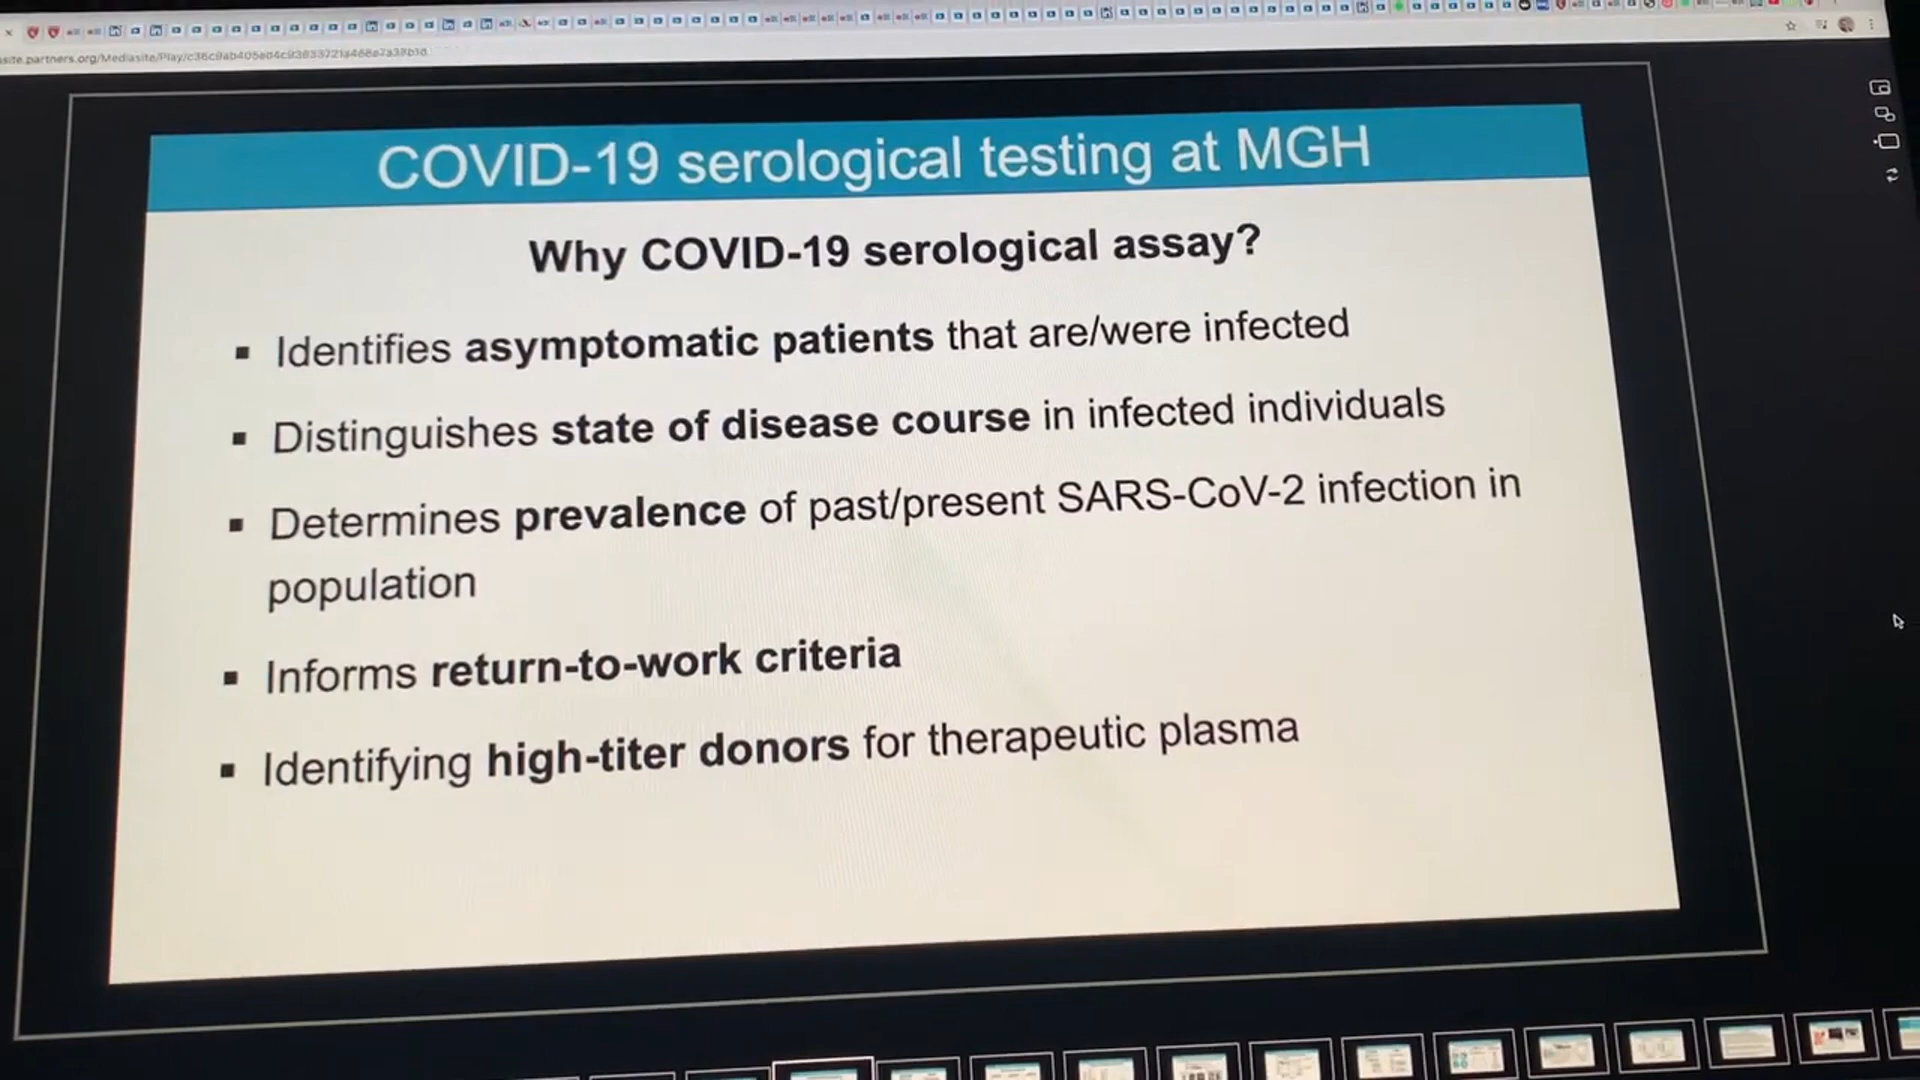 COVID-19 serological testing at MGH
Why COVID-19 serological assay?
▪ Identifies asymptomatic patients that are/were infected
▪ Distinguishes state of disease course in infected individuals
▪ Determines prevalence of past/present SARS-CoV-2 infection in
population
▪ Informs return-to-work criteria
▪ Identifying high-titer donors for therapeutic plasma